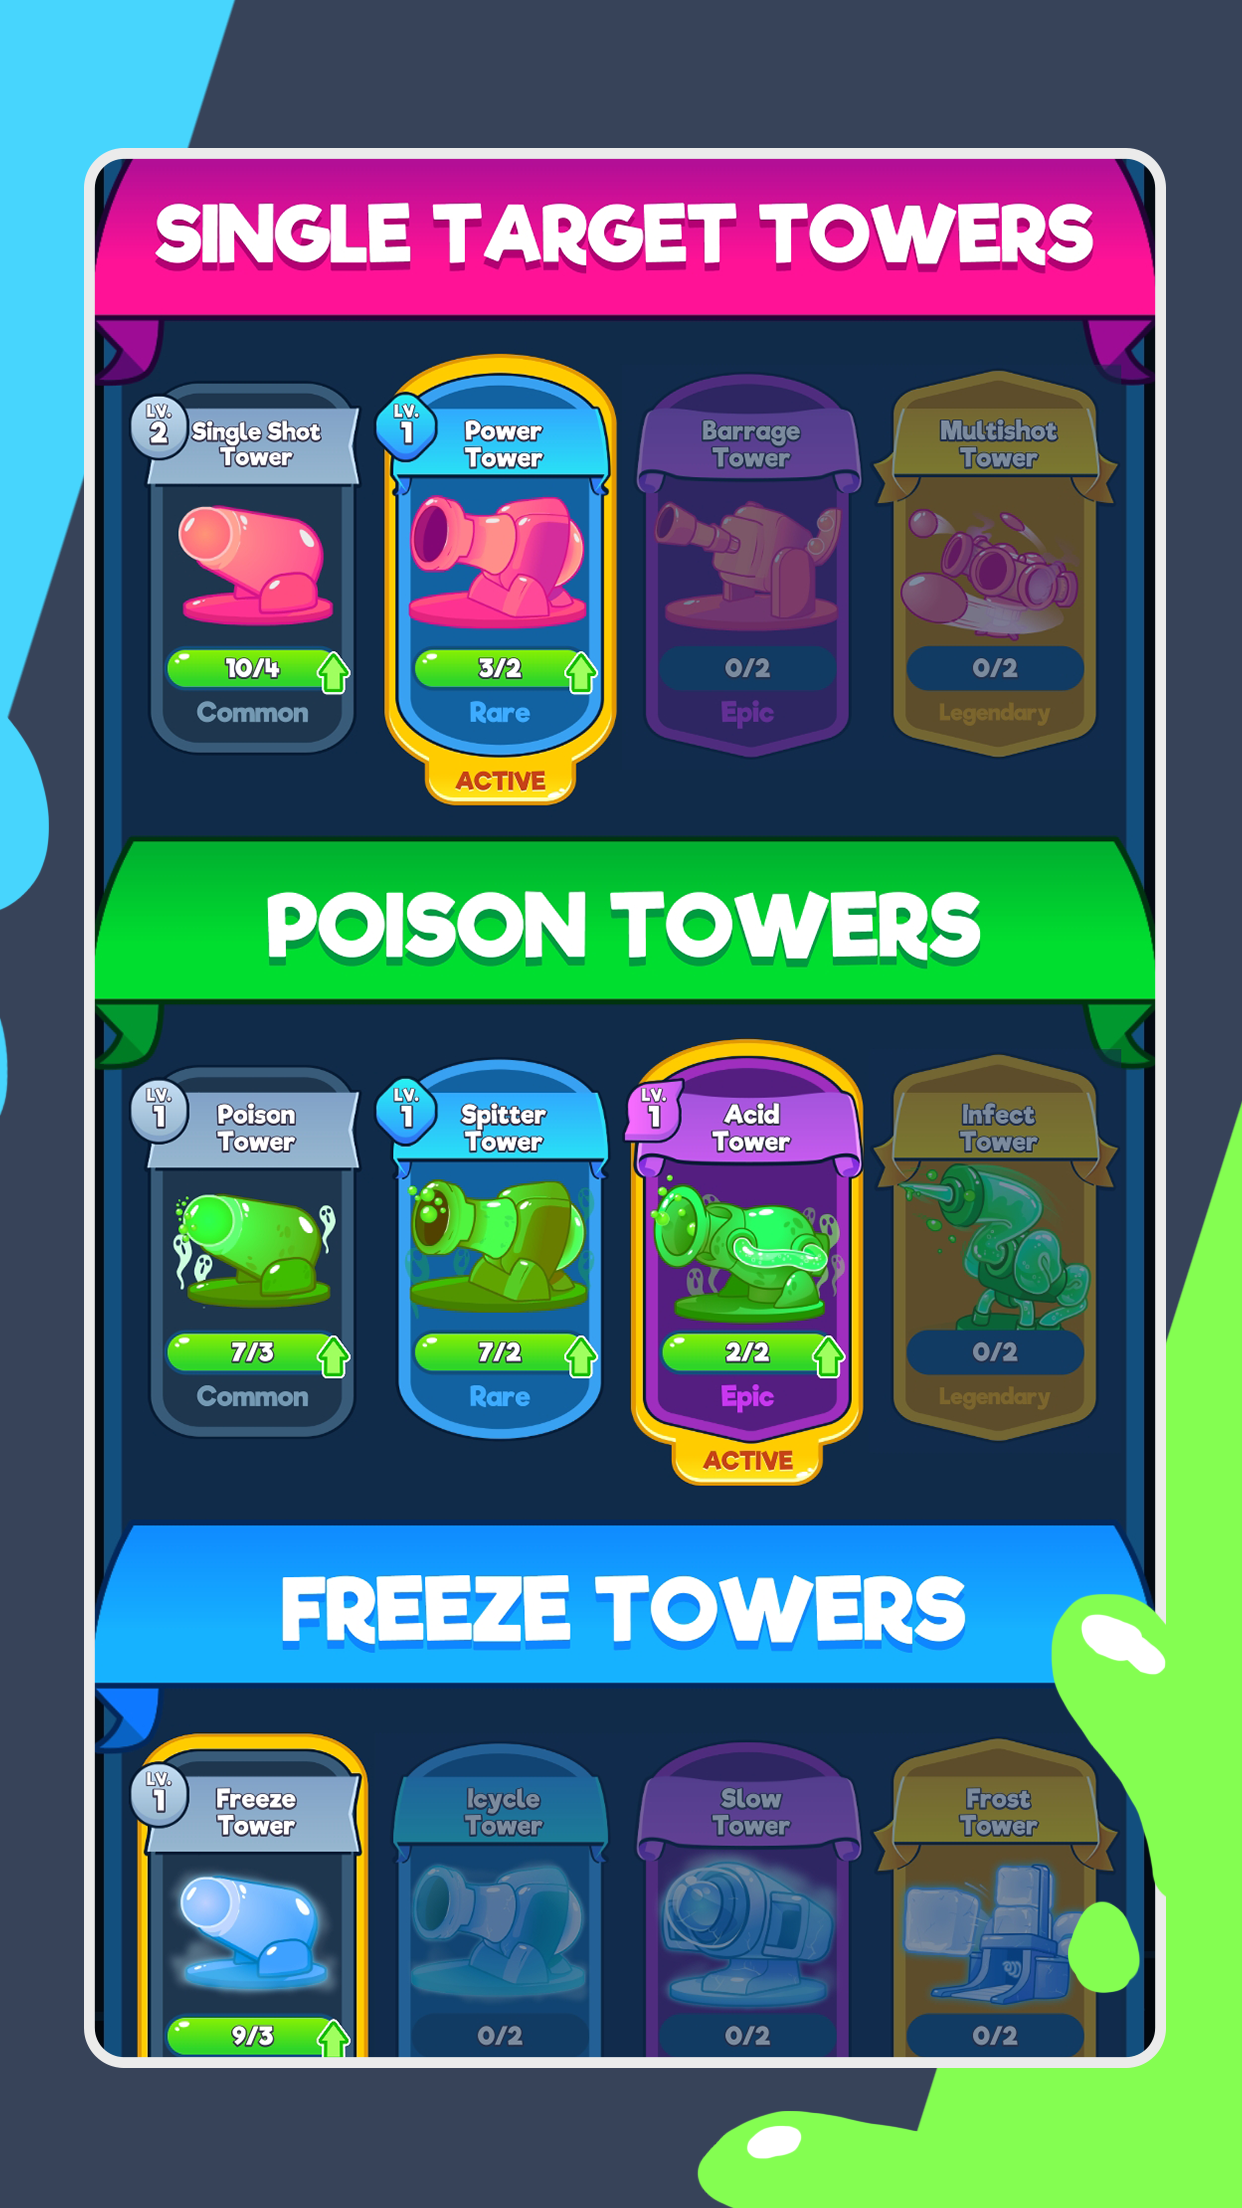 SINGLE TARGET TOWERS
LV.
2
Single Shot
Tower
10/4
Common
LV.
1
Power
Tower
3/2
Rare
ACTIVE
Barrage
Tower
0/2
Epic
Multishot
Tower
0/2
Legendary
POISON TOWERS
LV.
1
Poison
Tower
7/3
Common
LV.
1
Spitter
Tower
7/2
Rare
LV.
1
Acid
Tower
2/2
Epic
ACTIVE
Infect
Tower
0/2
Legendary
FREEZE TOWERS
LV.
1
Freeze
Tower
9/3
Icycle
Tower
0/2
Slow
Tower
0/2
Frost
Tower
0/2